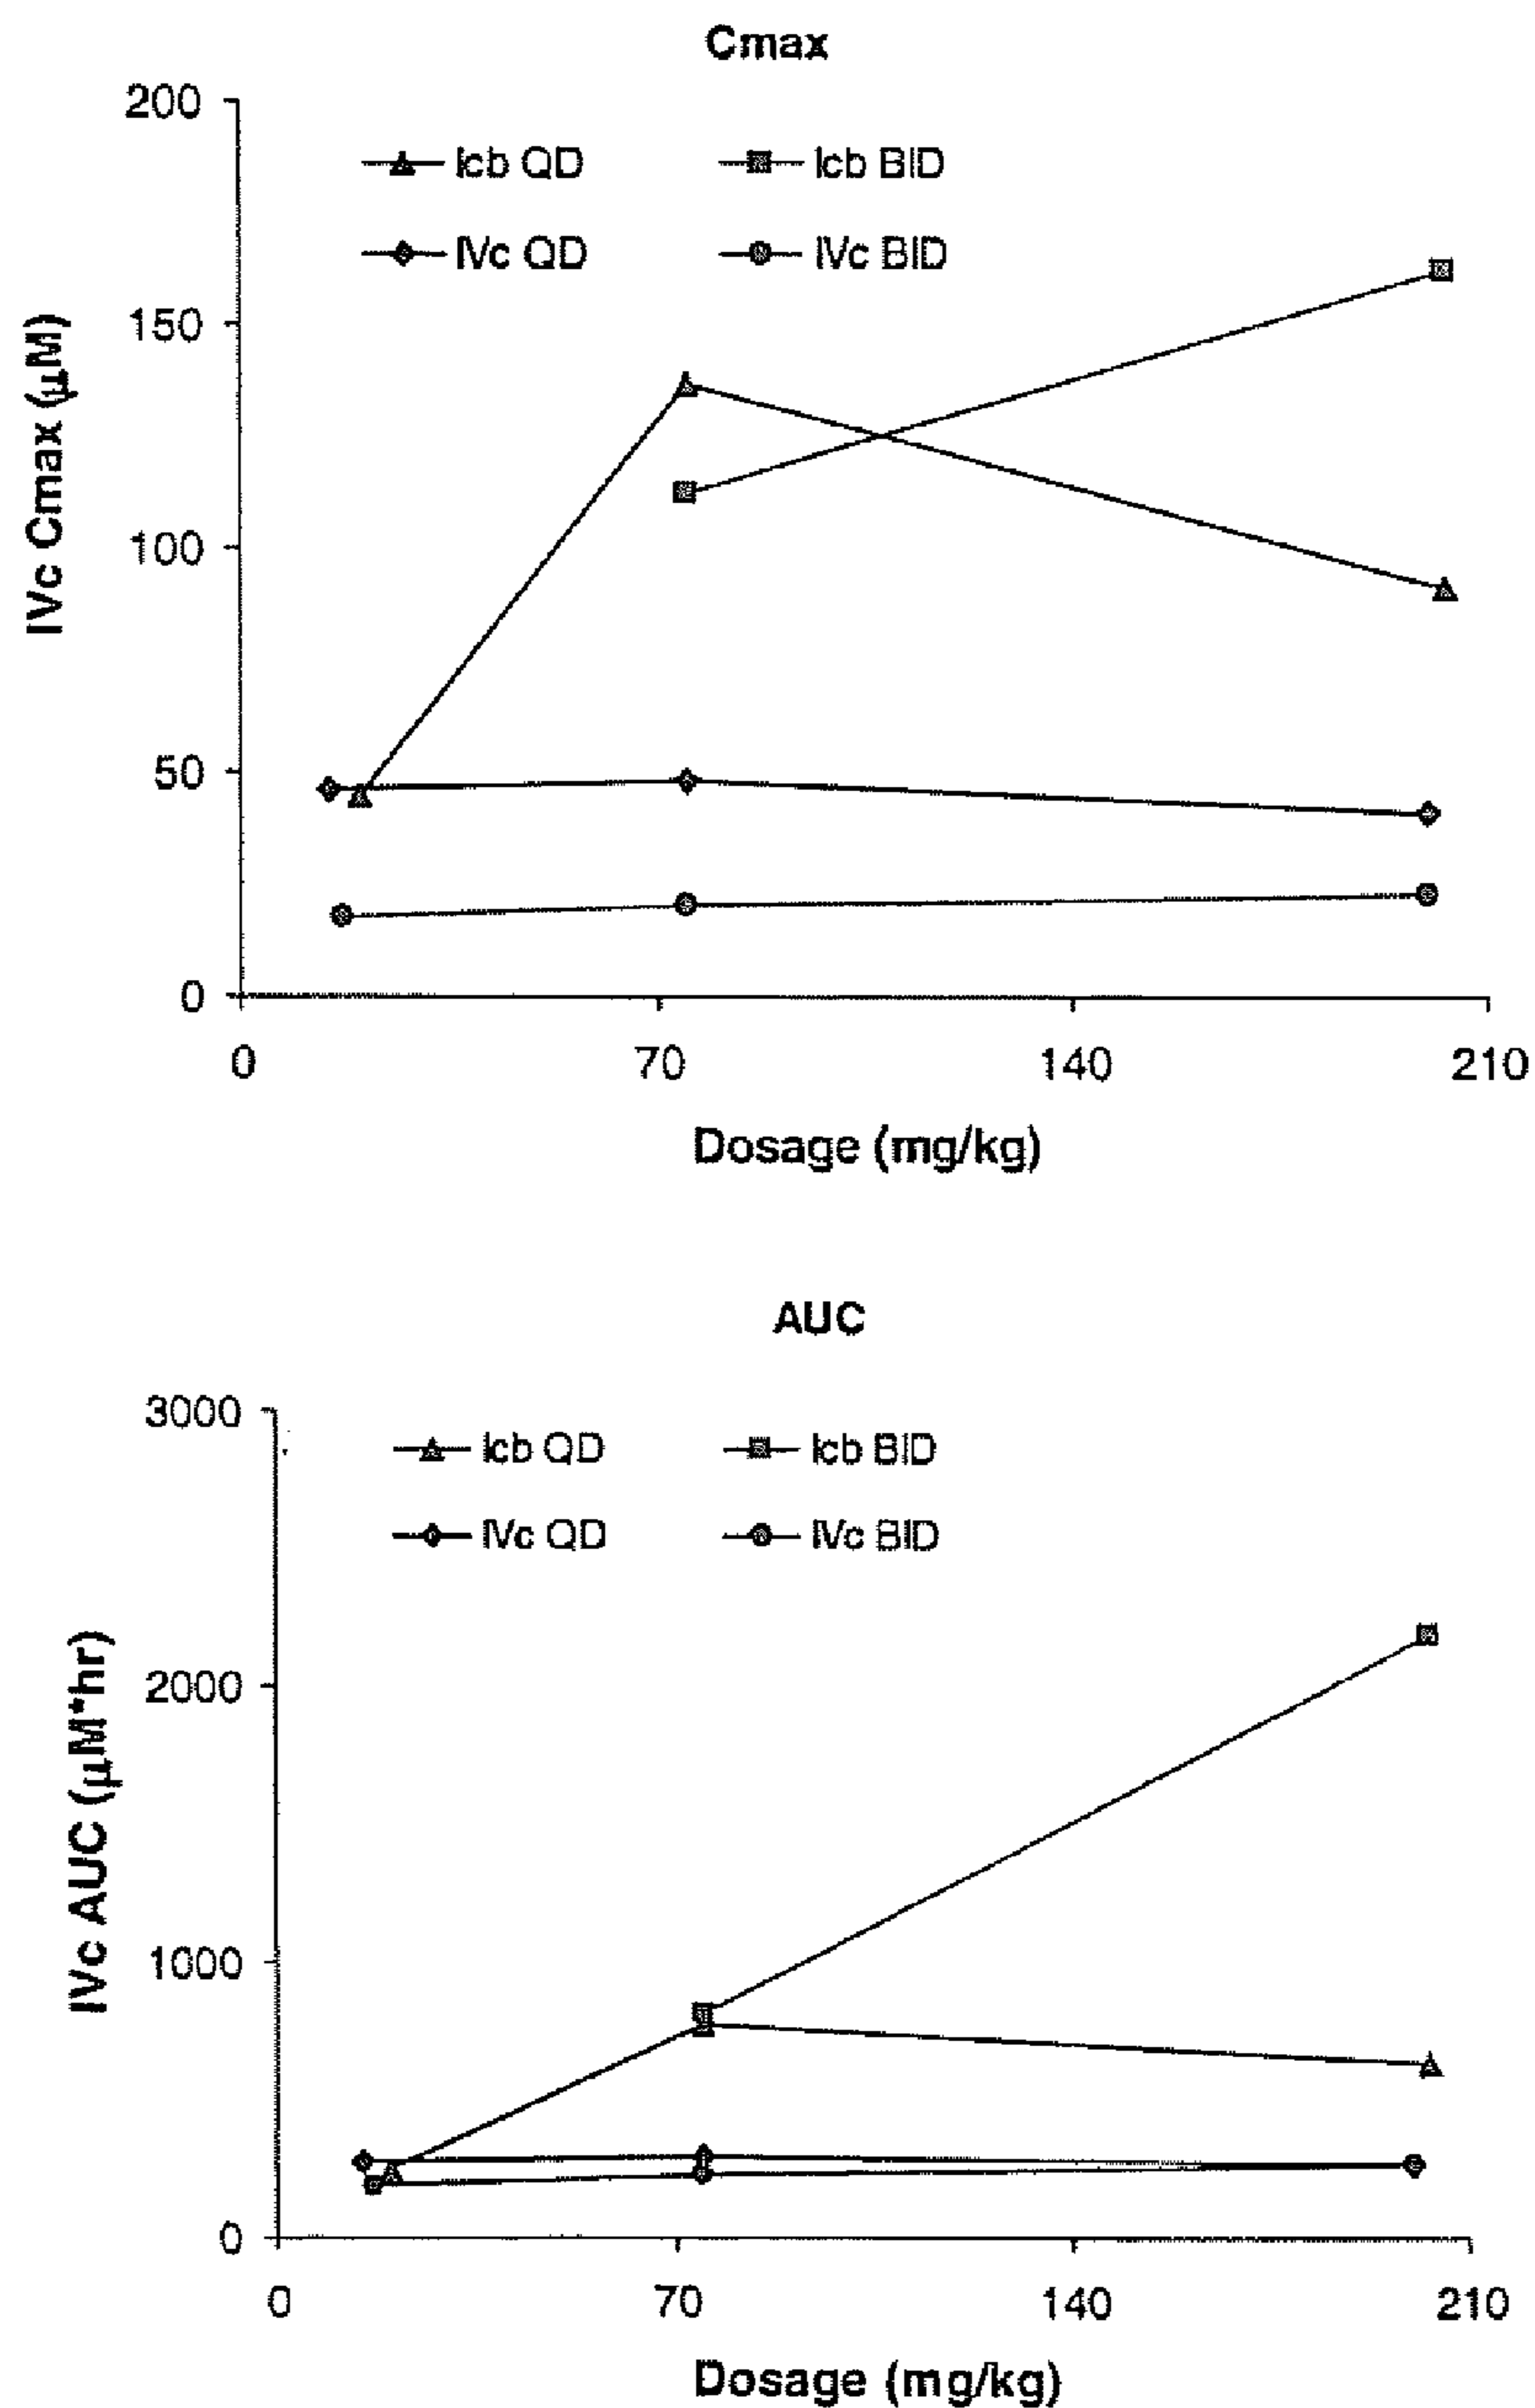 Cmax
200
Icb QD Icb BID
IVc QD IVc BID
150
100
50
0
IVc Cmax (µM)
0 70 140 210
Dosage (mg/kg)
AUC
3000
Icb QD Icb BID
IVc QD IVc BID
2000
1000
0
IVc AUC (µM*hr)
0 70 140 210
Dosage (mg/kg)